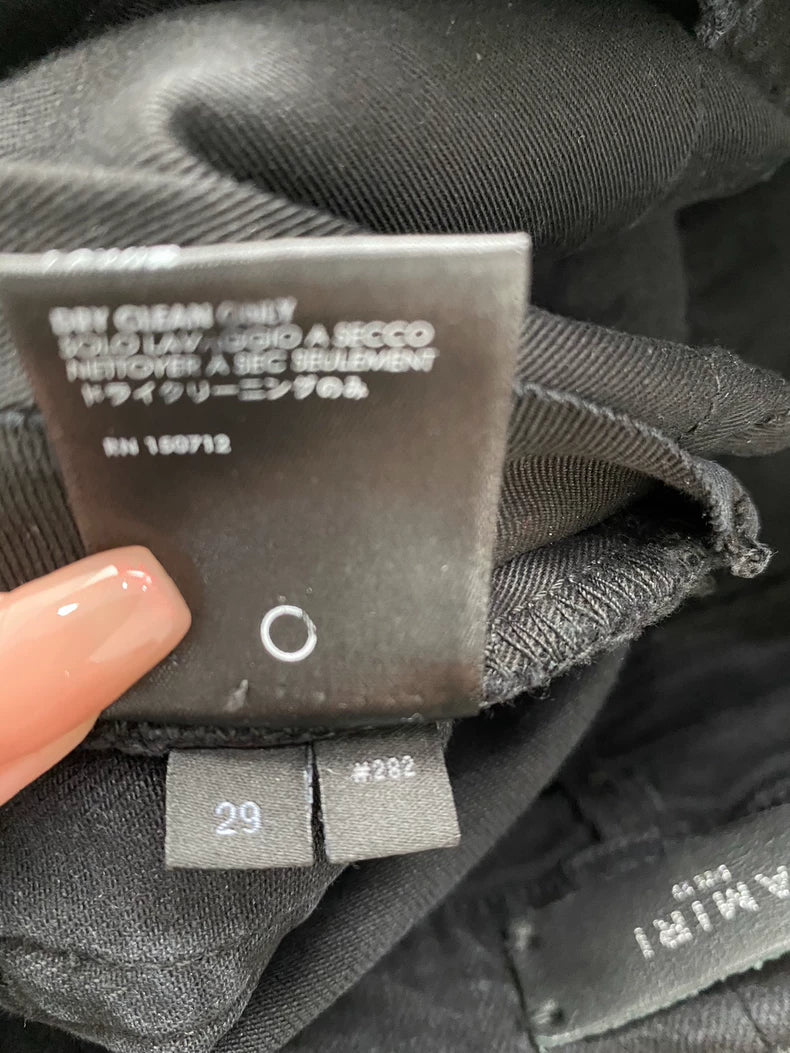 DRY CLEAN ONLY
SOLO LAVAGGIO A SECCO
NETTOYER A SEC SEULEMENT
ドライクリーニングのみ
RN 150712
29
#282
AMIRI